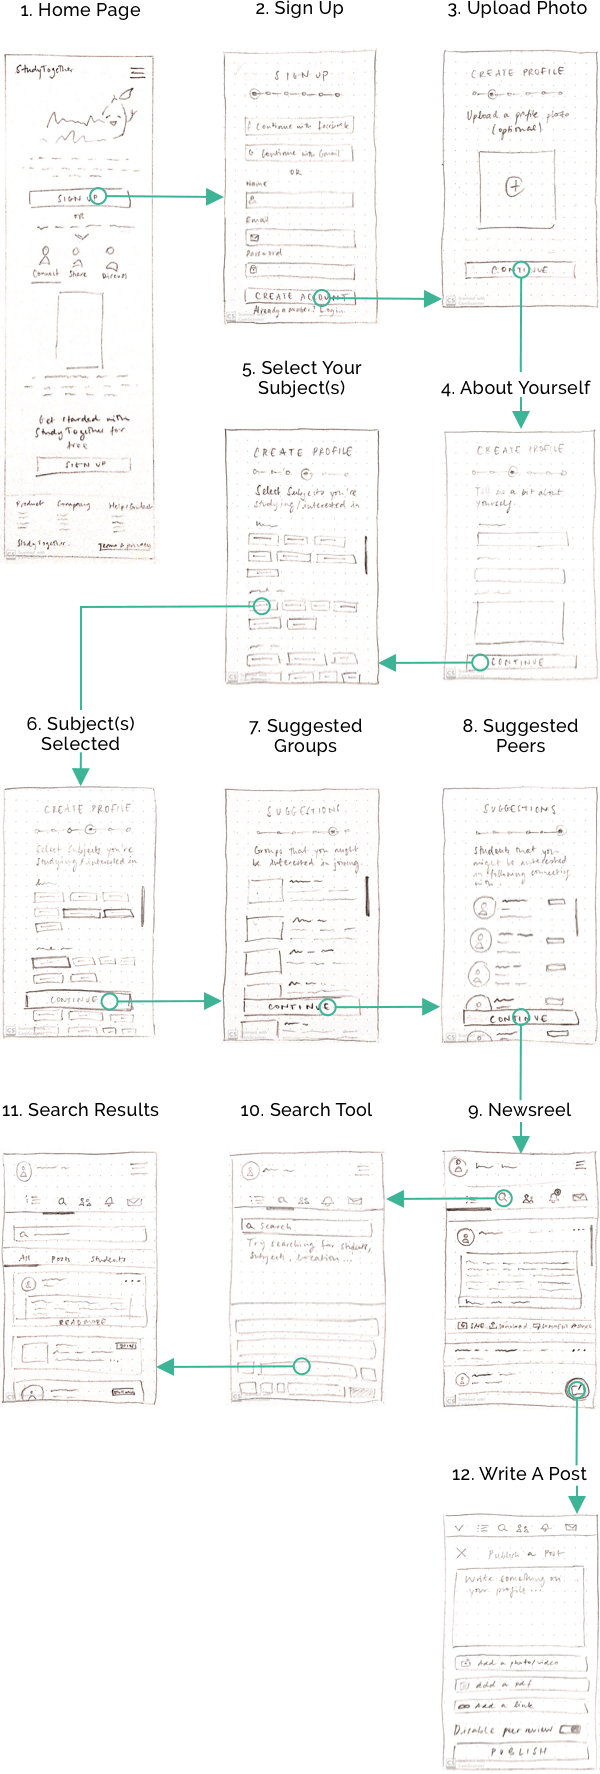 1. Home Page
StudyTogether
SIGN UP
OR
Connect Share Discuss
Get started with
StudyTogether for
free
SIGN UP
Product Company Help/Contact
StudyTogether Terms & privacy
2. Sign Up
SIGN UP
f Continue with facebook
G Continue with Gmail
OR
Name
Email
Password
CREATE ACCOUNT
Already a member? Login
3. Upload Photo
CREATE PROFILE
Upload a profile photo
(optional)
CONTINUE
4. About Yourself
CREATE PROFILE
Tell us a bit about
yourself.
CONTINUE
5. Select Your
Subject(s)
CREATE PROFILE
Select subjects you're
studying/interested in
6. Subject(s)
Selected
CREATE PROFILE
Select subjects you're
studying/interested in
CONTINUE
7. Suggested
Groups
SUGGESTIONS
Groups that you might
be interested in joining
CONTINUE
8. Suggested
Peers
SUGGESTIONS
Students that you
might be interested
in following/connecting
with
CONTINUE
9. Newsreel
10. Search Tool
Search
Try searching for students,
subjects, location...
11. Search Results
All Posts Students
READ MORE
JOIN
12. Write A Post
X Publish a Post
Write something on
your profile...
Add a photo/video
Add a pdf
Add a link
Disable peer review
PUBLISH